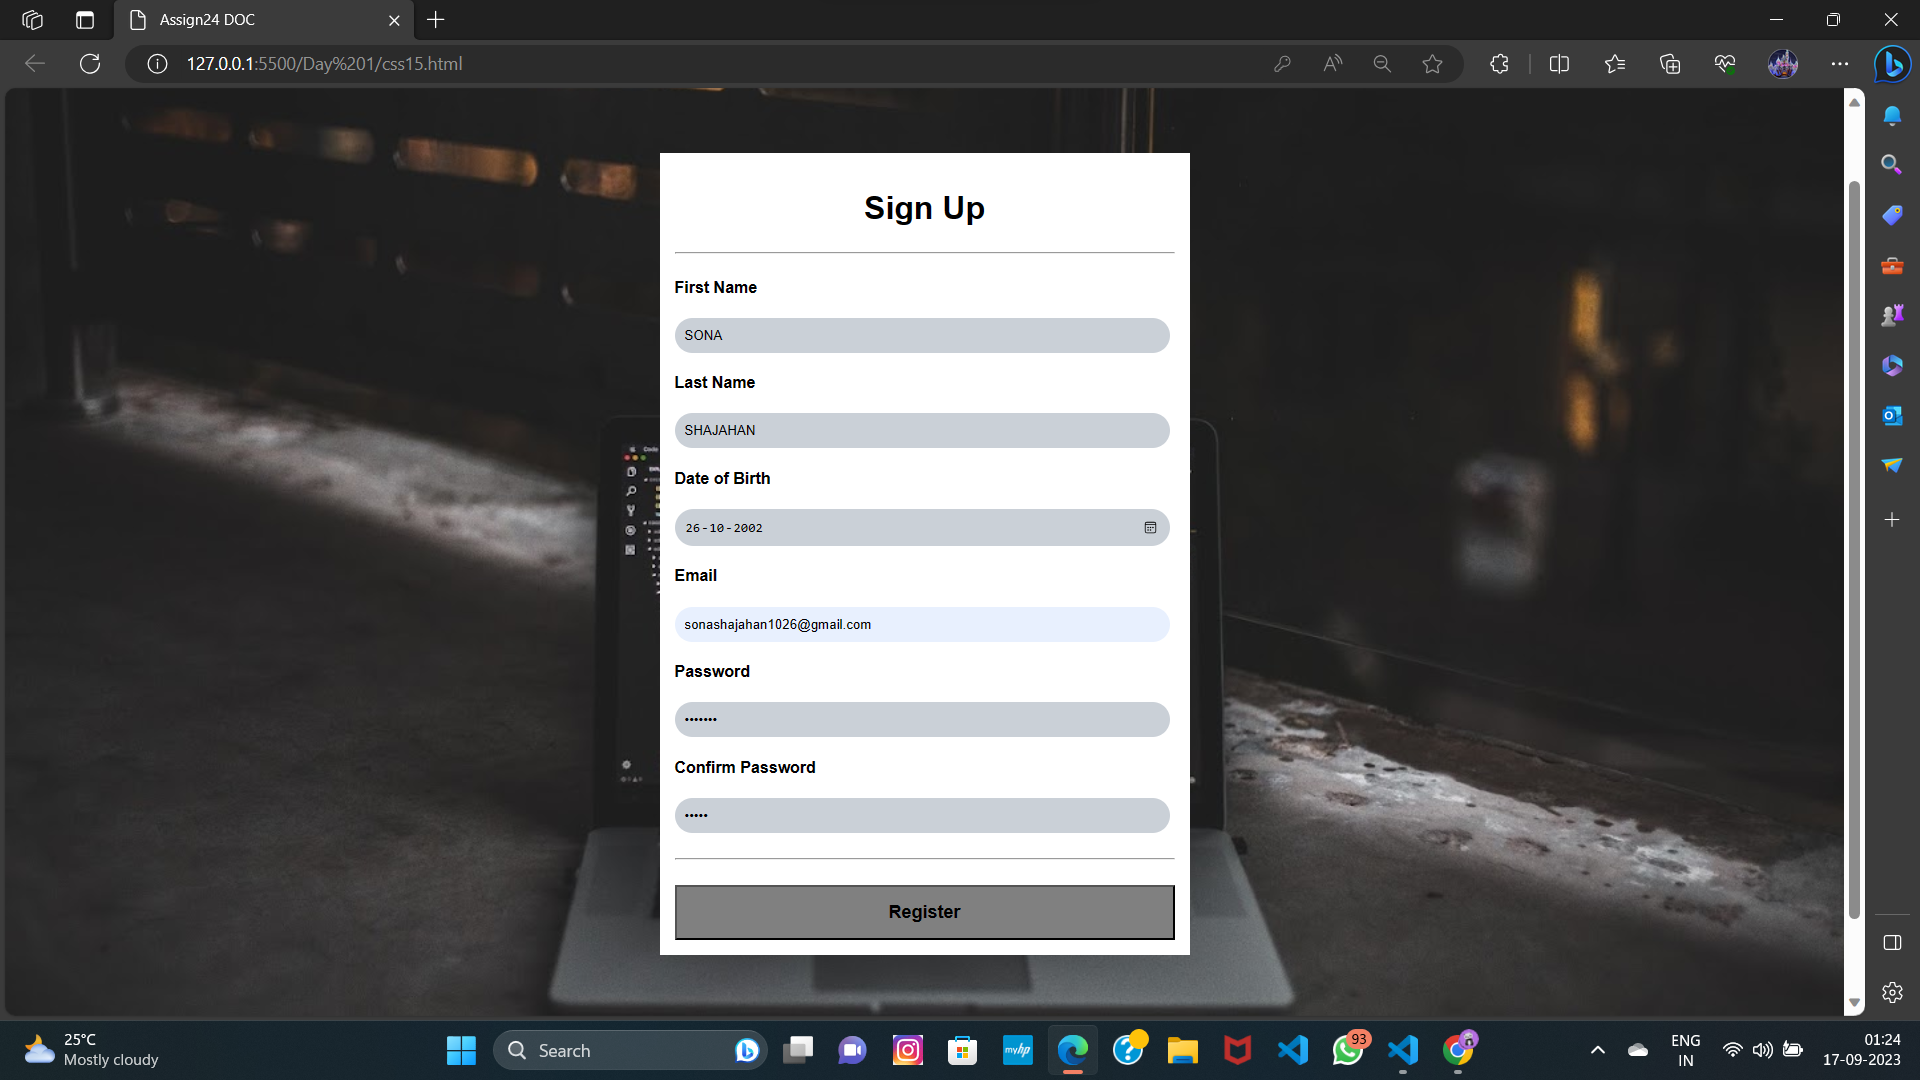 Assign24 DOC
127.0.0.1:5500/Day%201/css15.html
Sign Up
First Name
SONA
Last Name
SHAJAHAN
Date of Birth
26-10-2002
Email
sonashajahan1026@gmail.com
Password
•••••••
Confirm Password
•••••
Register
25°C
Mostly cloudy
Search
myhp
93
ENG
IN
01:24
17-09-2023